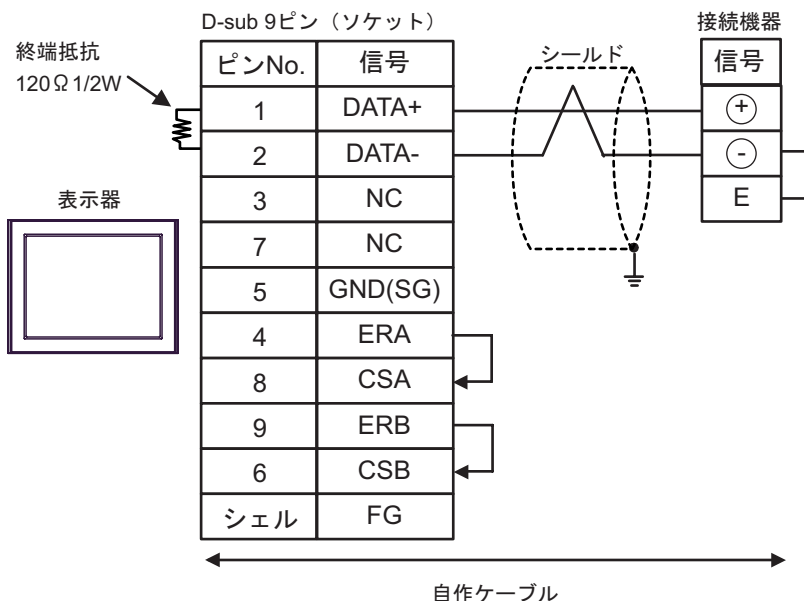 D-sub 9ピン（ソケット）
接続機器
終端抵抗
120Ω 1/2W
シールド
ピンNo. 信号
信号
1 DATA+
+
2 DATA-
-
3 NC
E
表示器
7 NC
5 GND(SG)
4 ERA
8 CSA
9 ERB
6 CSB
シェル FG
自作ケーブル